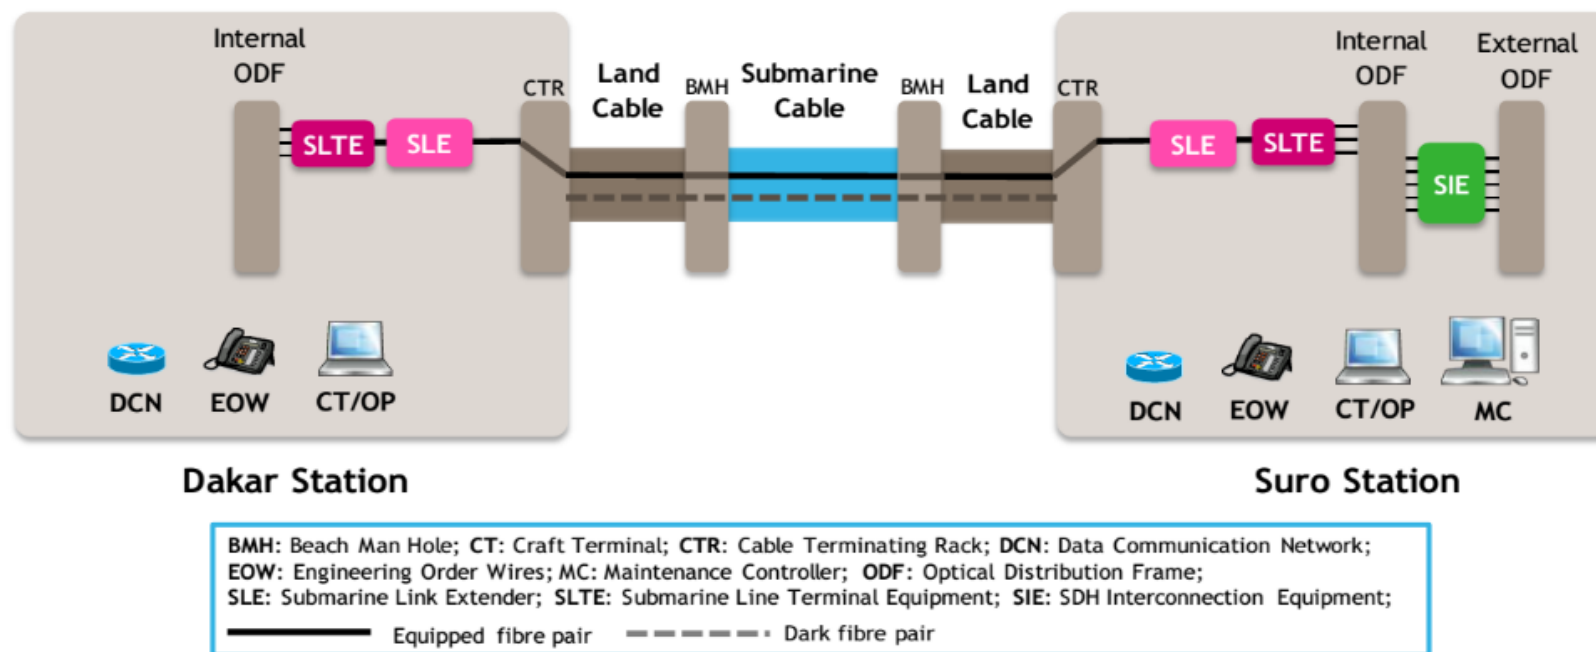 Internal
ODF
CTR
Land
Cable
BMH
Submarine
Cable
BMH
Land
Cable
CTR
Internal
ODF
External
ODF
SLTE
SLE
SLE
SLTE
SIE
DCN
EOW
CT/OP
DCN
EOW
CT/OP
MC
Dakar Station
Suro Station
BMH: Beach Man Hole; CT: Craft Terminal; CTR: Cable Terminating Rack; DCN: Data Communication Network;
EOW: Engineering Order Wires; MC: Maintenance Controller; ODF: Optical Distribution Frame;
SLE: Submarine Link Extender; SLTE: Submarine Line Terminal Equipment; SIE: SDH Interconnection Equipment;
Equipped fibre pair
Dark fibre pair